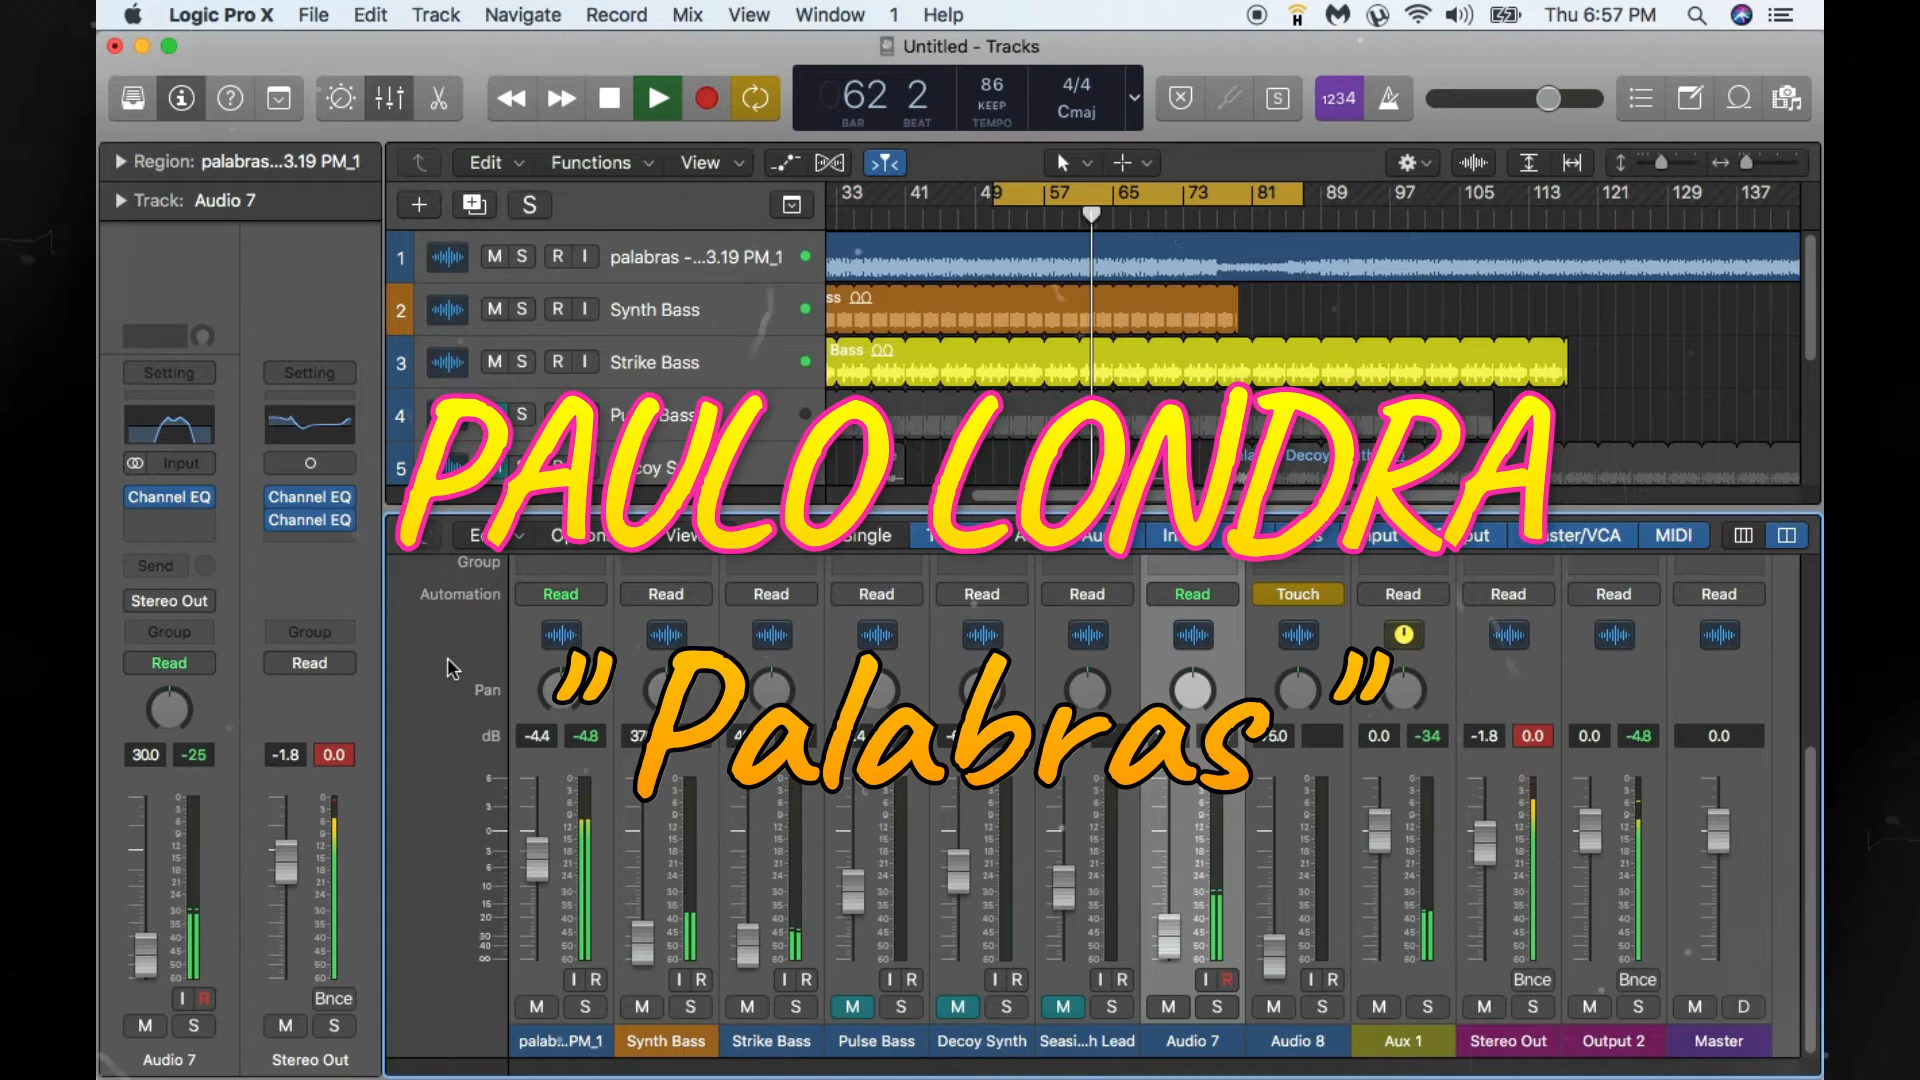 Logic Pro X File Edit Track Navigate Record Mix View Window 1 Help Thu 6:57 PM
Untitled - Tracks
62 2 86 4/4
KEEP Cmaj
BAR BEAT TEMPO
S 1234
Region: palabras...3.19 PM_1
Edit Functions View
Track: Audio 7
S
33 41 49 57 65 73 81 89 97 105 113 121 129 137
1 M S R I palabras -...3.19 PM_1
2 M S R I Synth Bass
3 M S R I Strike Bass
Bass
4 S
5
PAULO LONDRA
Setting Setting
Input
Channel EQ Channel EQ
Channel EQ
Single MIDI
Send
Stereo Out
Group Group
Read Read
Group
Automation Read Read Read Read Read Read Read Touch Read Read Read Read
Pan
"Palabras"
dB -4.4 -4.8 0.0 -34 -1.8 0.0 0.0 -4.8 0.0
30.0 -25 -1.8 0.0
I R I R I R I R I R I R I R I R Bnce Bnce
M S M S M S M S M S M S M S M S M S M S M S M D
I R Bnce
M S M S
palab...PM_1 Synth Bass Strike Bass Pulse Bass Decoy Synth Seasi...h Lead Audio 7 Audio 8 Aux 1 Stereo Out Output 2 Master
Audio 7 Stereo Out